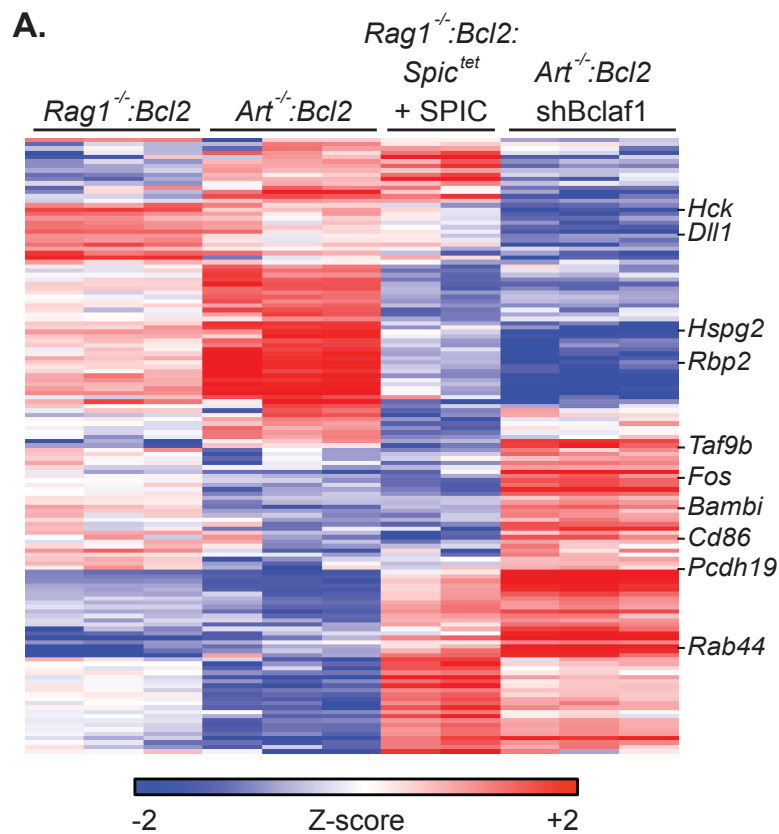 A.
Rag1-/-:Bcl2
Art-/-:Bcl2
Rag1-/-:Bcl2:
Spictet
+ SPIC
Art-/-:Bcl2
shBclaf1
Hck
Dll1
Hspg2
Rbp2
Taf9b
Fos
Bambi
Cd86
Pcdh19
Rab44
-2 Z-score +2